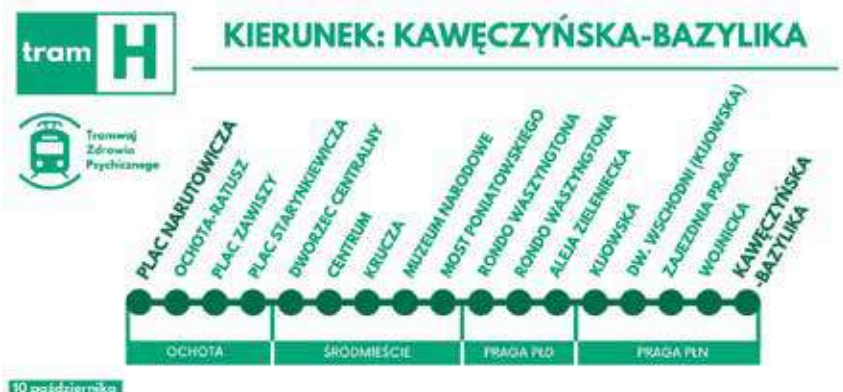 tram H
KIERUNEK: KAWĘCZYŃSKA-BAZYLIKA
Tramwaj
Zdrowia
Psychicznego
PLAC NARUTOWICZA
OCHOTA-RATUSZ
PLAC ZAWISZY
PLAC STARYNKIEWICZA
DWORZEC CENTRALNY
CENTRUM
KRUCZA
MUZEUM NARODOWE
MOST PONIATOWSKIEGO
RONDO WASZYNGTONA
RONDO WASZYNGTONA
ALEJA ZIELENIECKA
KIJOWSKA
DW. WSCHODNI (KIJOWSKA)
ZAJEZDNIA PRAGA
WOJNICKA
KAWĘCZYŃSKA
-BAZYLIKA
OCHOTA
ŚRÓDMIEŚCIE
PRAGA PŁD
PRAGA PŁN
10 października